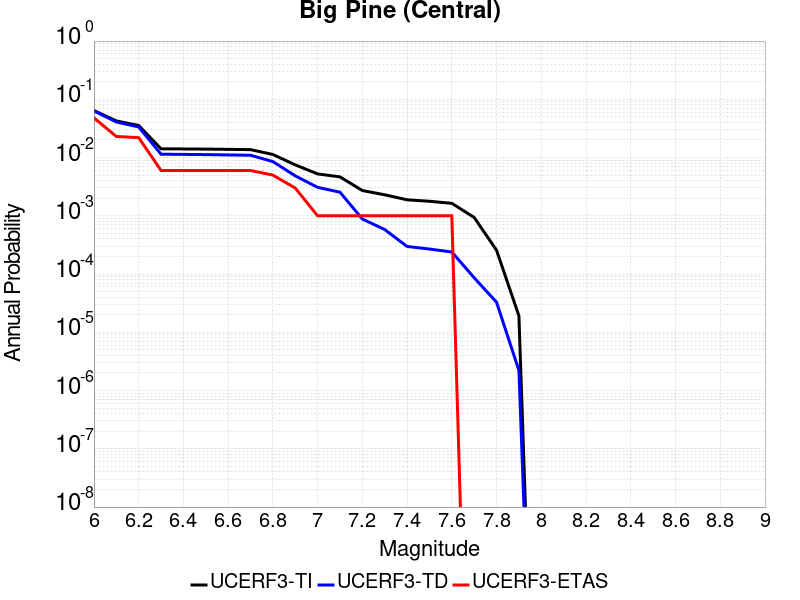 Big Pine (Central)
Annual Probability
10^0
10^-1
10^-2
10^-3
10^-4
10^-5
10^-6
10^-7
10^-8
6 6.2 6.4 6.6 6.8 7 7.2 7.4 7.6 7.8 8 8.2 8.4 8.6 8.8 9
Magnitude
UCERF3-TI UCERF3-TD UCERF3-ETAS